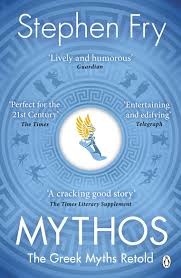 Stephen Fry
'Lively and humorous'
Guardian
'Perfect for the
21st Century'
The Times
'Entertaining
and edifying'
Telegraph
'A cracking good story'
The Times Literary Supplement
MYTHOS
The Greek Myths Retold